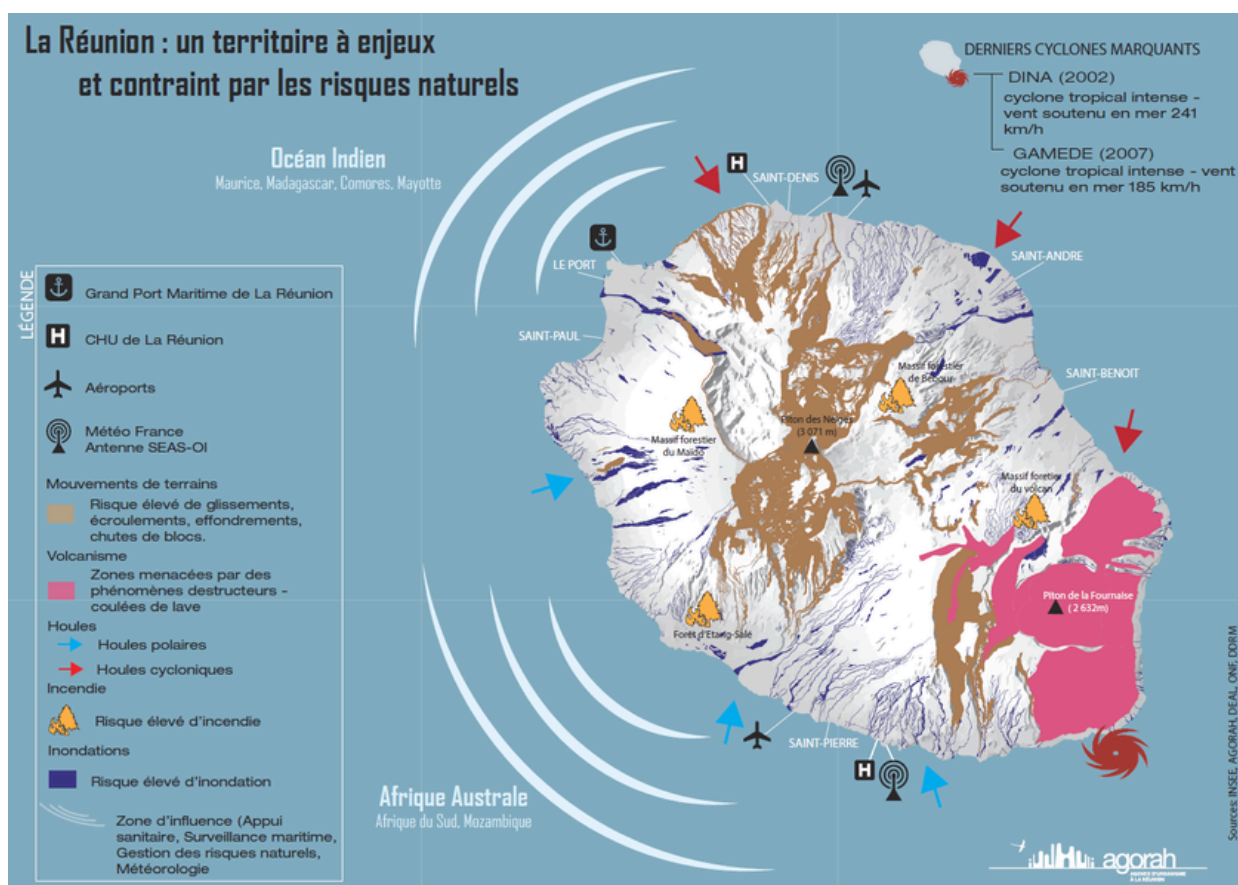 La Réunion : un territoire à enjeux
et contraint par les risques naturels
DERNIERS CYCLONES MARQUANTS
DINA (2002)
cyclone tropical intense -
vent soutenu en mer 241
km/h
GAMEDE (2007)
cyclone tropical intense - vent
soutenu en mer 185 km/h
Océan Indien
Maurice, Madagascar, Comores, Mayotte
H
SAINT-DENIS
LE PORT
SAINT-ANDRE
SAINT-PAUL
SAINT-BENOIT
Massif forestier
de Bébour
Piton des Neiges
(3 071 m)
Massif forestier
du Maïdo
Massif foretier
du volcan
Piton de la Fournaise
( 2 632m)
Forêt d'Etang-Salé
SAINT-PIERRE
H
Afrique Australe
Afrique du Sud, Mozambique
LÉGENDE
Grand Port Maritime de La Réunion
H
CHU de La Réunion
Aéroports
Météo France
Antenne SEAS-OI
Mouvements de terrains
Risque élevé de glissements,
écroulements, effondrements,
chutes de blocs.
Volcanisme
Zones menacées par des
phénomènes destructeurs -
coulées de lave
Houles
Houles polaires
Houles cycloniques
Incendie
Risque élevé d'incendie
Inondations
Risque élevé d'inondation
Zone d'influence (Appui
sanitaire, Surveillance maritime,
Gestion des risques naturels,
Météorologie
Sources: INSEE, AGORAH, DEAL, ONF, DDRM
agorah
AGENCE D'URBANISME
À LA RÉUNION